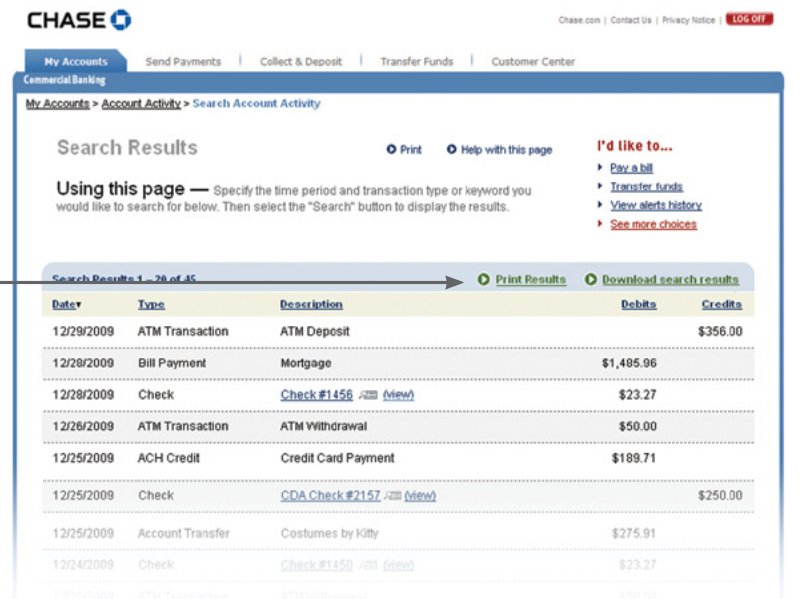 CHASE
Chase.com | Contact Us | Privacy Notice | LOG OFF
My Accounts Send Payments | Collect & Deposit | Transfer Funds | Customer Center
Commercial Banking
My Accounts > Account Activity > Search Account Activity
Search Results Print Help with this page
Using this page — Specify the time period and transaction type or keyword you
would like to search for below. Then select the "Search" button to display the results.
I'd like to...
Pay a bill
Transfer funds
View alerts history
See more choices
Search Results 1 – 20 of 45 Print Results Download search results
Date Type Description Debits Credits
12/29/2009 ATM Transaction ATM Deposit $356.00
12/28/2009 Bill Payment Mortgage $1,485.96
12/28/2009 Check Check #1456 (view) $23.27
12/26/2009 ATM Transaction ATM Withdrawal $50.00
12/25/2009 ACH Credit Credit Card Payment $189.71
12/25/2009 Check CDA Check #2157 (view) $250.00
12/25/2009 Account Transfer Costumes by Kitty $275.91
12/24/2009 Check Check #1450 (view) $23.27
ATM Transaction ATM Withdrawal